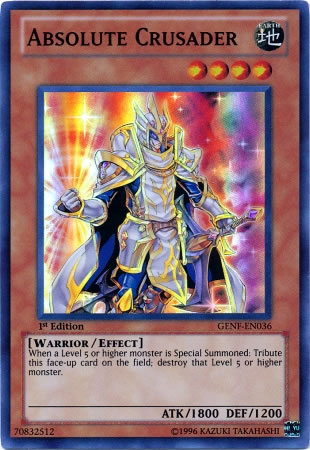 ABSOLUTE CRUSADER
EARTH
地
1st Edition
GENF-EN036
[WARRIOR/EFFECT]
When a Level 5 or higher monster is Special Summoned: Tribute
this face-up card on the field; destroy that Level 5 or higher
monster.
ATK/1800 DEF/1200
70832512
©1996 KAZUKI TAKAHASHI